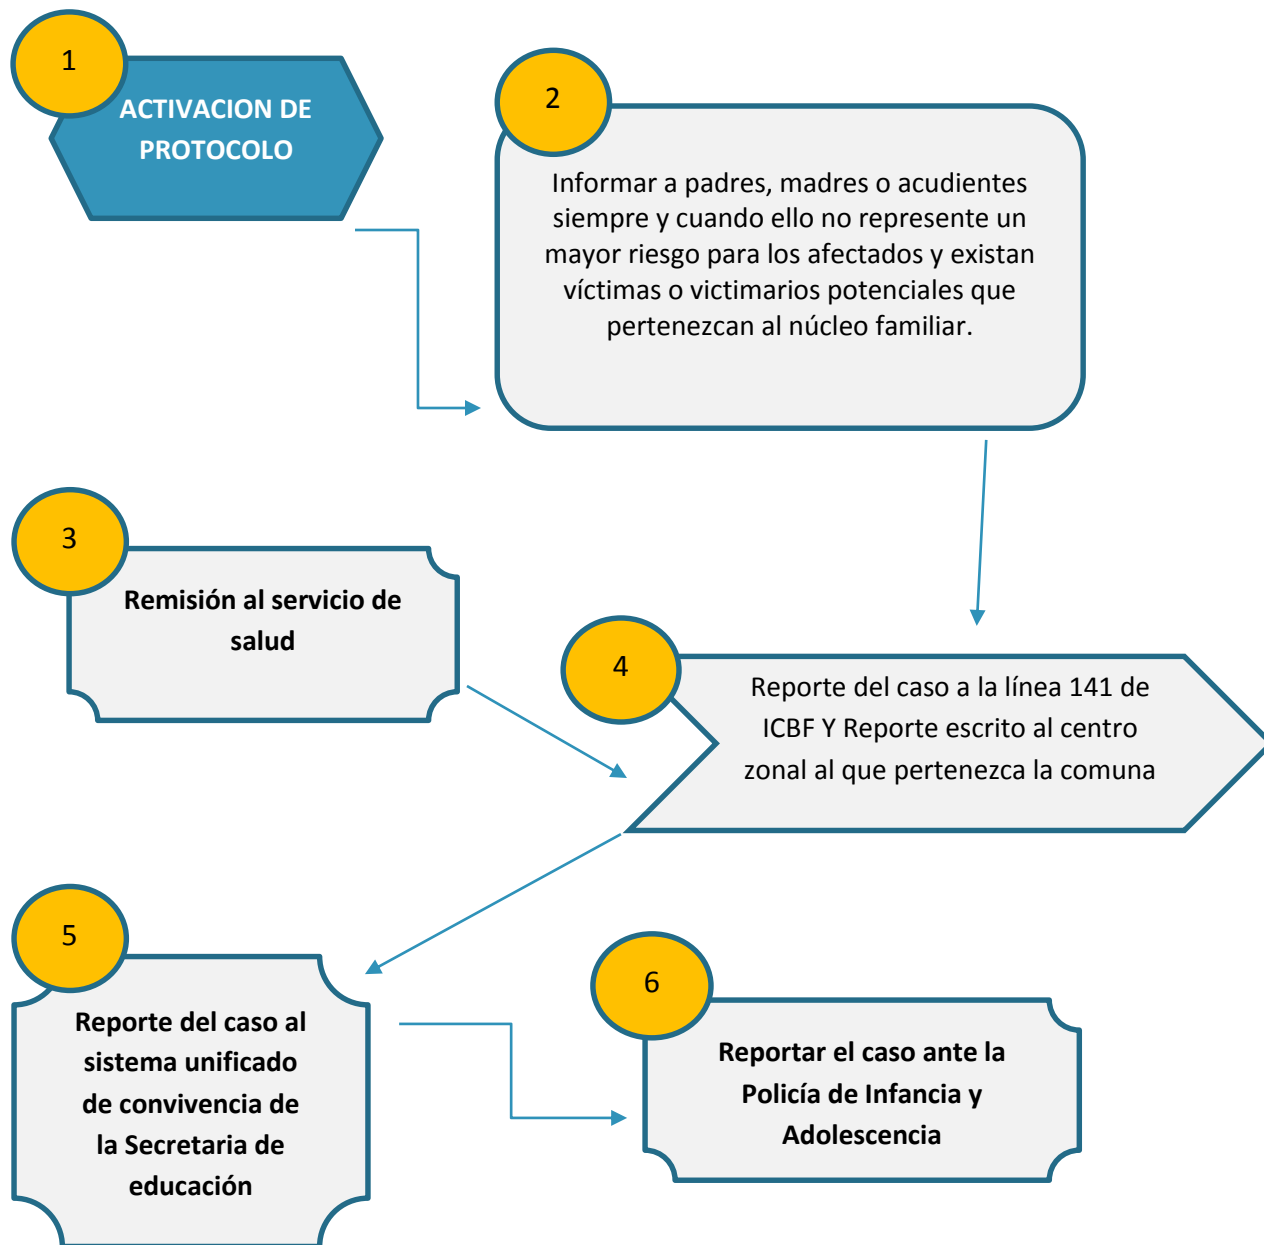 1
ACTIVACION DE
PROTOCOLO
2
Informar a padres, madres o acudientes
siempre y cuando ello no represente un
mayor riesgo para los afectados y existan
víctimas o victimarios potenciales que
pertenezcan al núcleo familiar.
3
Remisión al servicio de
salud
4
Reporte del caso a la línea 141 de
ICBF Y Reporte escrito al centro
zonal al que pertenezca la comuna
5
Reporte del caso al
sistema unificado
de convivencia de
la Secretaria de
educación
6
Reportar el caso ante la
Policía de Infancia y
Adolescencia